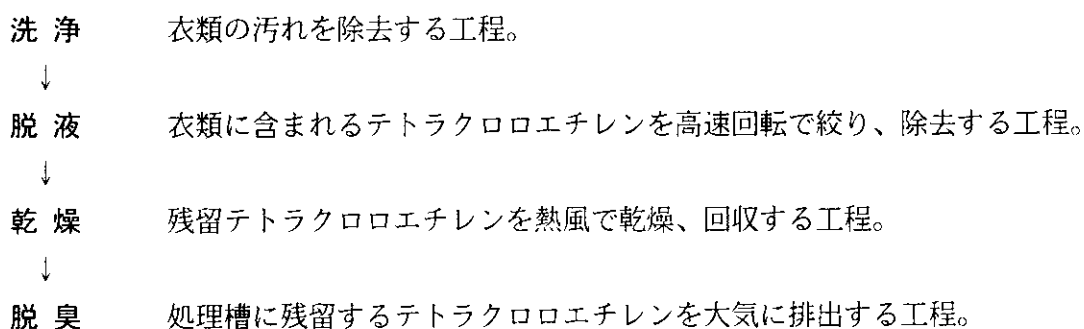 洗 浄 衣類の汚れを除去する工程。
↓
脱 液 衣類に含まれるテトラクロロエチレンを高速回転で絞り、除去する工程。
↓
乾 燥 残留テトラクロロエチレンを熱風で乾燥、回収する工程。
↓
脱 臭 処理槽に残留するテトラクロロエチレンを大気に排出する工程。